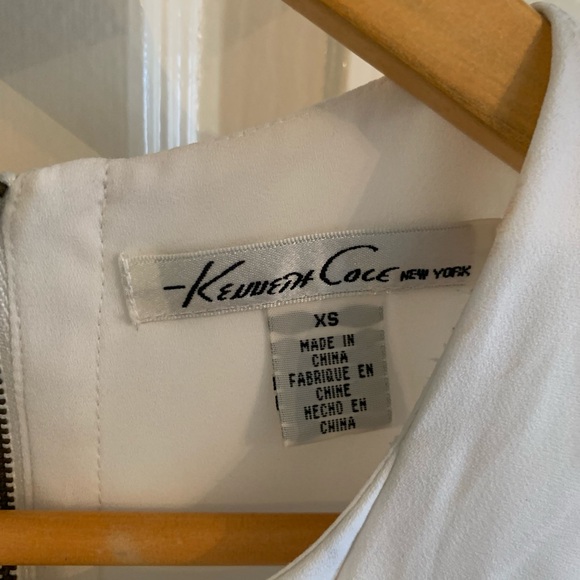 Kenneth Cole NEW YORK
XS
MADE IN
CHINA
FABRIQUE EN
CHINE
HECHO EN
CHINA